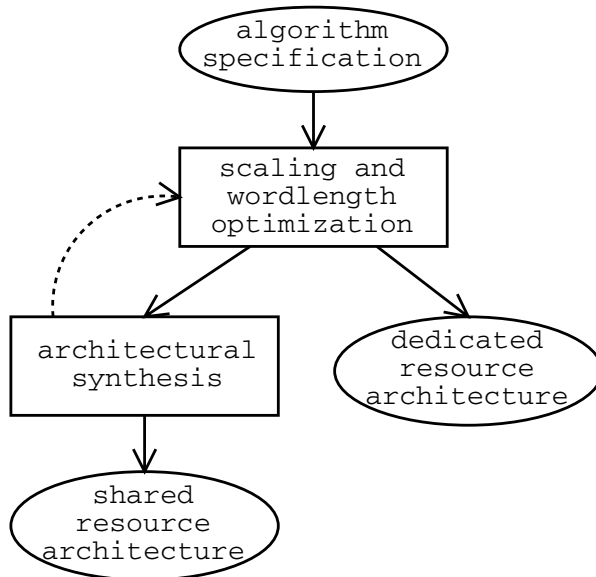 algorithm
specification
scaling and
wordlength
optimization
architectural
synthesis
dedicated
resource
architecture
shared
resource
architecture